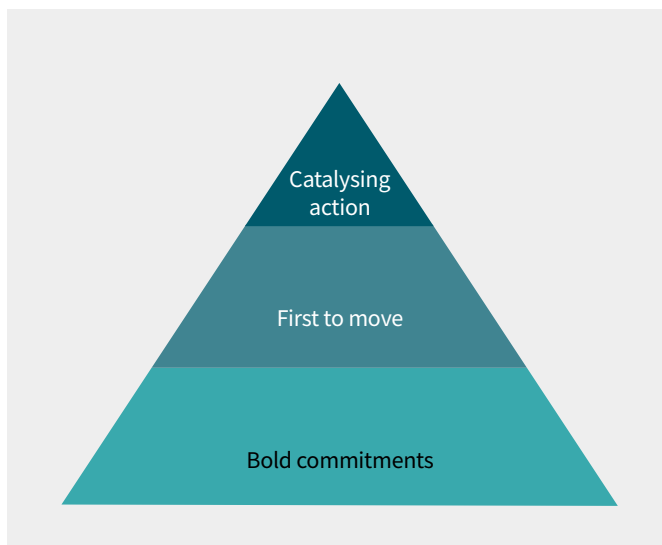 Catalysing
action
First to move
Bold commitments